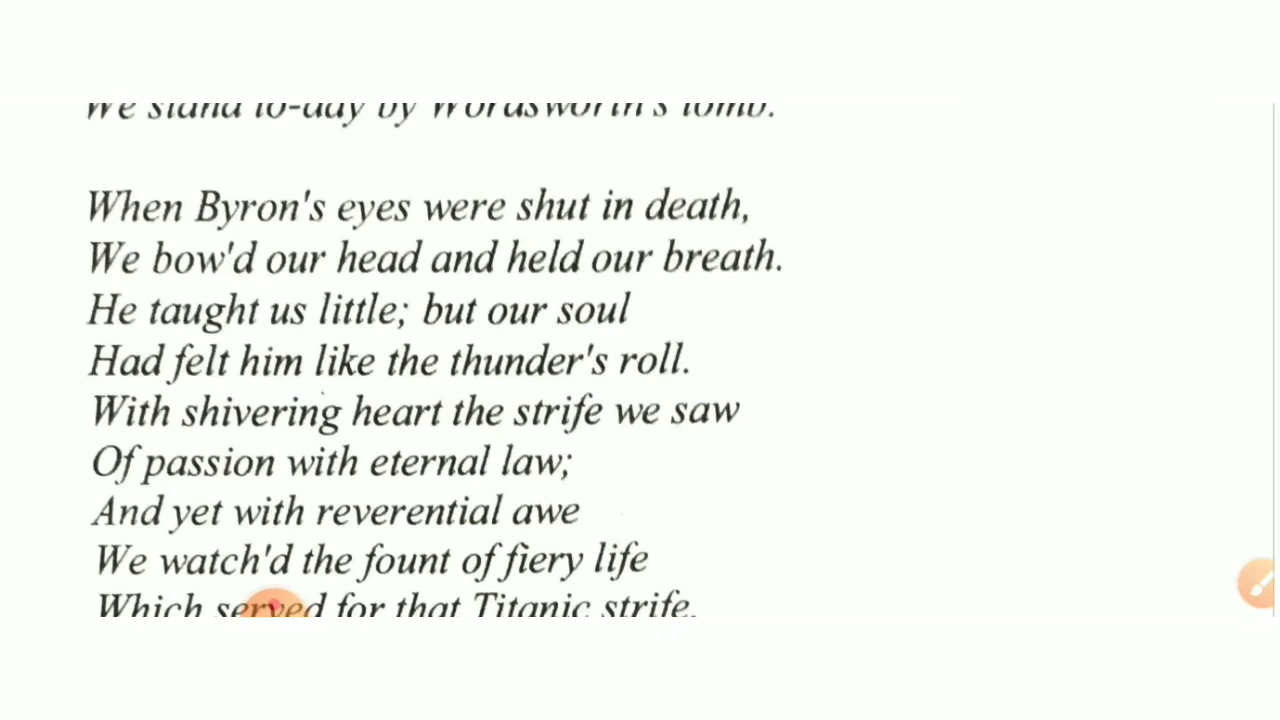 We stand to-day by Wordsworth's tomb.
When Byron's eyes were shut in death,
We bow'd our head and held our breath.
He taught us little; but our soul
Had felt him like the thunder's roll.
With shivering heart the strife we saw
Of passion with eternal law;
And yet with reverential awe
We watch'd the fount of fiery life
Which served for that Titanic strife.